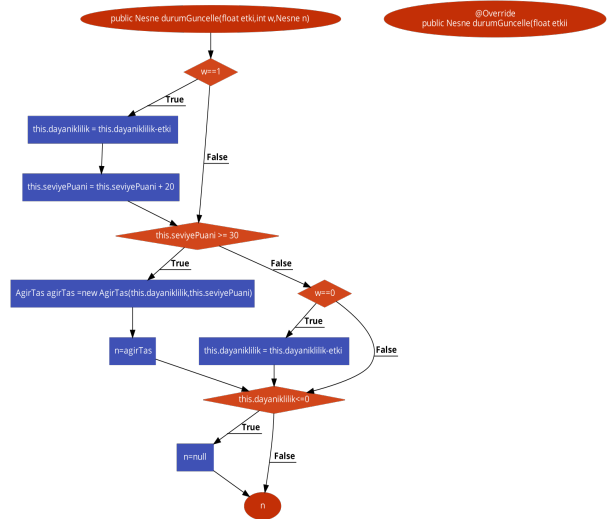 public Nesne durumGuncelle(float etki,int w,Nesne n)
@Override
public Nesne durumGuncelle(float etkii
w==1
True
this.dayaniklilik = this.dayaniklilik-etki
False
this.seviyePuani = this.seviyePuani + 20
this.seviyePuani >= 30
True
False
AgirTas agirTas =new AgirTas(this.dayaniklilik,this.seviyePuani)
w==0
True
n=agirTas
this.dayaniklilik = this.dayaniklilik-etki
False
this.dayaniklilik<=0
True
n=null
False
n